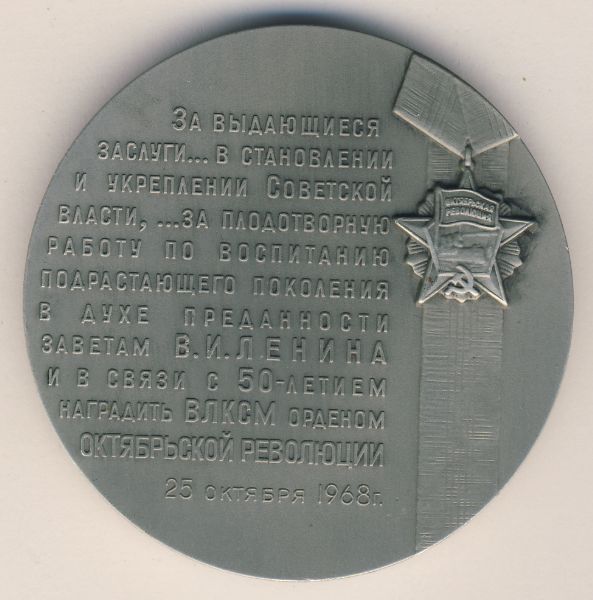 За выдающиеся
заслуги... в становлении
и укреплении Советской
власти, ...за плодотворную
работу по воспитанию
подрастающего поколения
в духе преданности
заветам В.И.Ленина
и в связи с 50-летием
наградить ВЛКСМ орденом
ОКТЯБРЬСКОЙ РЕВОЛЮЦИИ
25 октября 1968г.
ОКТЯБРЬСКАЯ
РЕВОЛЮЦИЯ